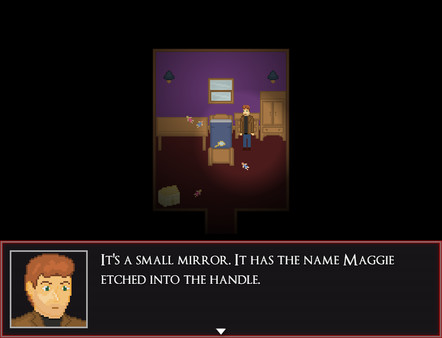 It's a small mirror. It has the name Maggie
etched into the handle.